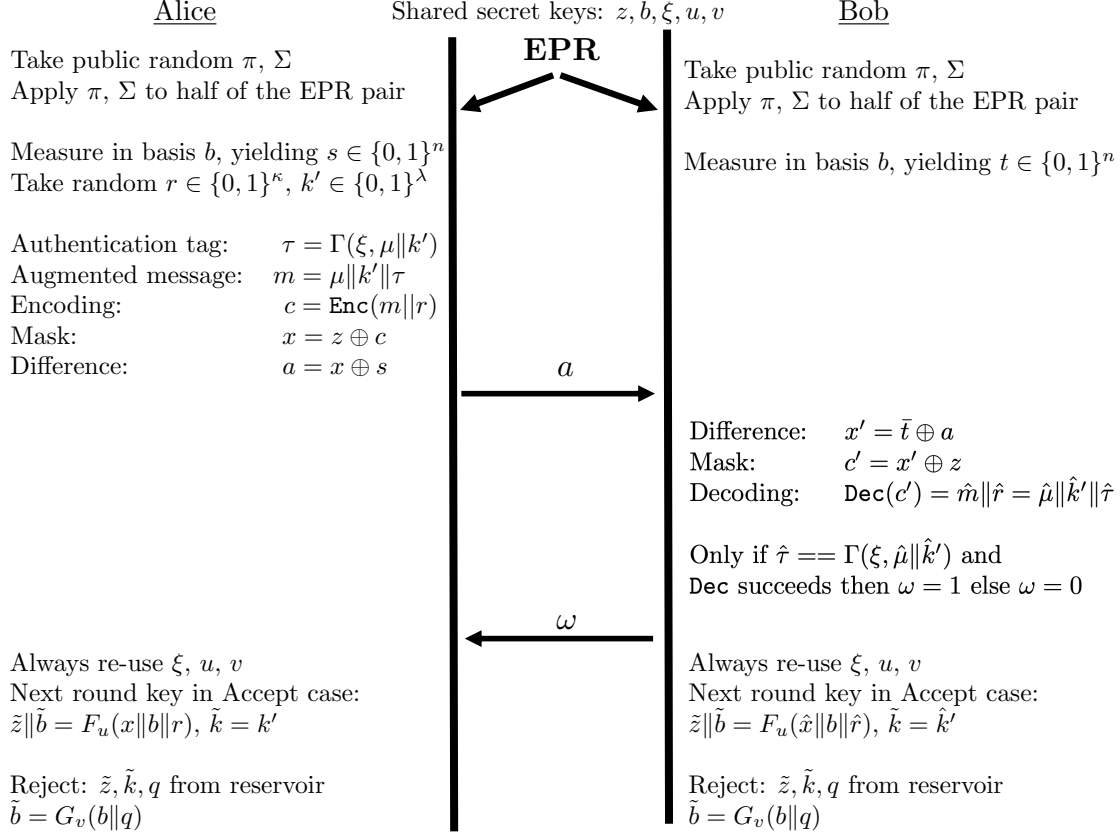 Alice
Shared secret keys: z, b, ξ, u, v
Bob
EPR
Take public random π, Σ
Apply π, Σ to half of the EPR pair
Measure in basis b, yielding s ∈ {0, 1}ⁿ
Take random r ∈ {0, 1}^κ, k′ ∈ {0, 1}^λ
Authentication tag: τ = Γ(ξ, μ‖k′)
Augmented message: m = μ‖k′‖τ
Encoding: c = Enc(m||r)
Mask: x = z ⊕ c
Difference: a = x ⊕ s
Take public random π, Σ
Apply π, Σ to half of the EPR pair
Measure in basis b, yielding t ∈ {0, 1}ⁿ
a
Difference: x′ = t̄ ⊕ a
Mask: c′ = x′ ⊕ z
Decoding: Dec(c′) = m̂‖r̂ = μ̂‖k̂′‖τ̂
Only if τ̂ == Γ(ξ, μ̂‖k̂′) and
Dec succeeds then ω = 1 else ω = 0
ω
Always re-use ξ, u, v
Next round key in Accept case:
z̃‖b̃ = F_u(x‖b‖r), k̃ = k′
Reject: z̃, k̃, q from reservoir
b̃ = G_v(b‖q)
Always re-use ξ, u, v
Next round key in Accept case:
z̃‖b̃ = F_u(x̂‖b‖r̂), k̃ = k̂′
Reject: z̃, k̃, q from reservoir
b̃ = G_v(b‖q)